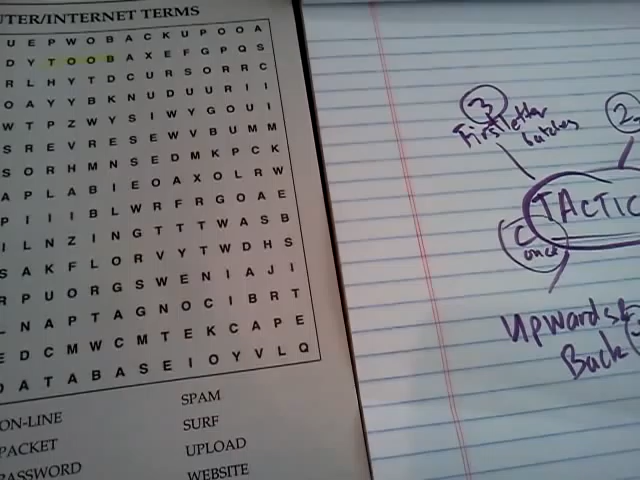 UTER/INTERNET TERMS
U E P W O B A C K U P O O A
D Y T O O B A X E F G P Q S
R L H Y T D C U R S O R R C
O A Y Y B K N U D U U R I I
W T P Z W Y S I W Y G O U I
S R E V R E S E W V B U M M
S O R H M N S E D M K P C K
A P L A B I E O A X O L R W
P I I I B L W R F R G O A E
I L N Z I N G T T T W A S B
S A K F L O R V Y T W D H S
R P U O R G S W E N I A J I
L N A P T A G N O C I B R T
E D C M W C M T E K C A P E
D A T A B A S E I O Y V L Q
ON-LINE
PACKET
PASSWORD
SPAM
SURF
UPLOAD
WEBSITE
3
First letter
2
TACTIC
once
Upwards &
Back